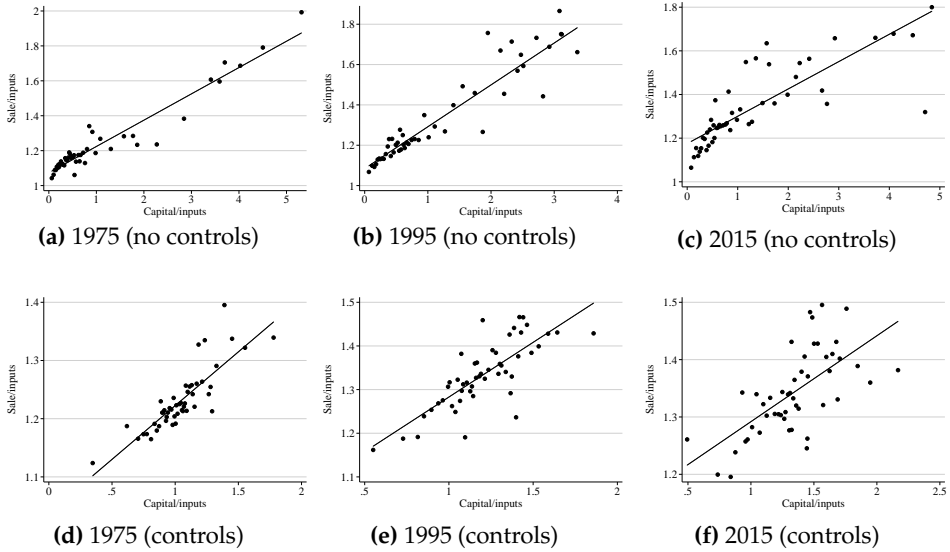 2
1.8
1.6
1.4
1.2
1
Sale/inputs
0 1 2 3 4 5
Capital/inputs
(a) 1975 (no controls)
1.8
1.6
1.4
1.2
1
Sale/inputs
0 1 2 3 4
Capital/inputs
(b) 1995 (no controls)
1.8
1.6
1.4
1.2
1
Sale/inputs
0 1 2 3 4 5
Capital/inputs
(c) 2015 (no controls)
1.4
1.3
1.2
1.1
Sale/inputs
0 .5 1 1.5 2
Capital/inputs
(d) 1975 (controls)
1.5
1.4
1.3
1.2
1.1
Sale/inputs
.5 1 1.5 2
Capital/inputs
(e) 1995 (controls)
1.5
1.4
1.3
1.2
Sale/inputs
.5 1 1.5 2 2.5
Capital/inputs
(f) 2015 (controls)